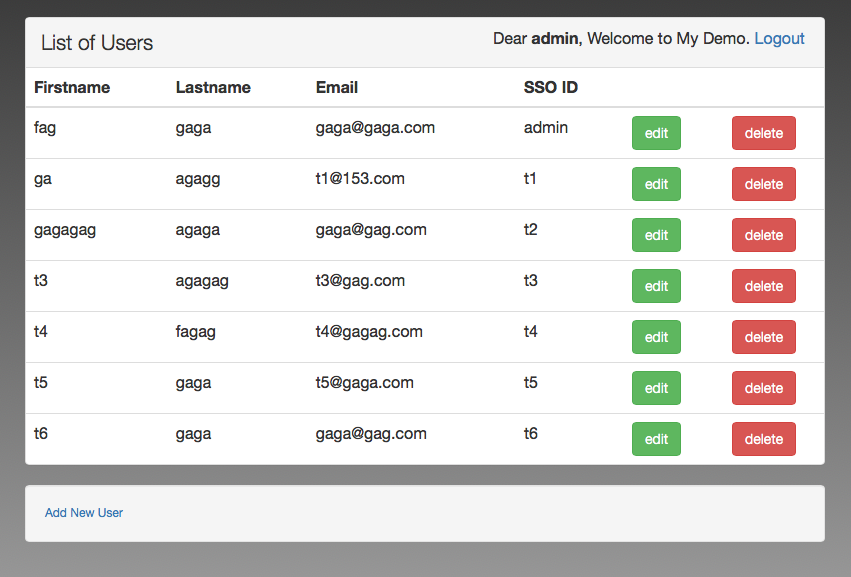 List of Users Dear admin, Welcome to My Demo. Logout
Firstname Lastname Email SSO ID
fag gaga gaga@gaga.com admin edit delete
ga agagg t1@153.com t1 edit delete
gagagag agaga gaga@gag.com t2 edit delete
t3 agagag t3@gag.com t3 edit delete
t4 fagag t4@gagag.com t4 edit delete
t5 gaga t5@gaga.com t5 edit delete
t6 gaga gaga@gag.com t6 edit delete
Add New User